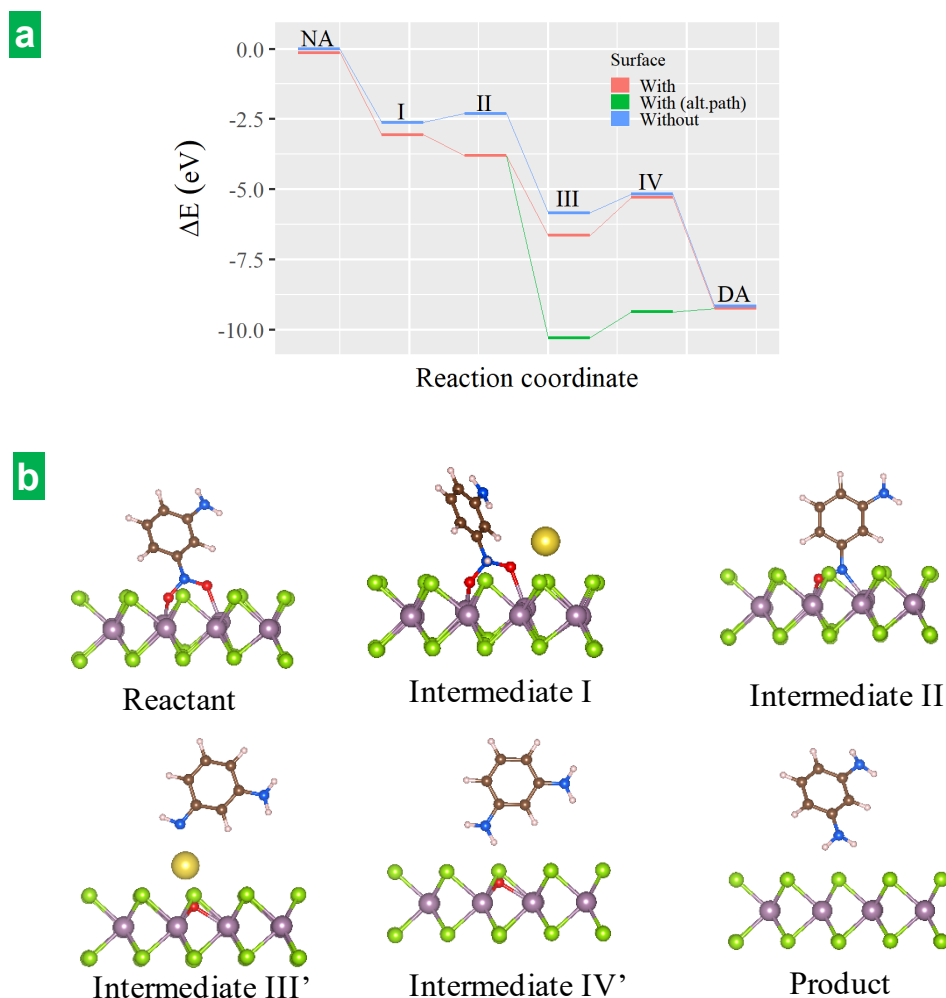 a
0.0
-2.5
-5.0
-7.5
-10.0
ΔE (eV)
NA
I
II
III
IV
DA
Surface
With
With (alt.path)
Without
Reaction coordinate
b
Reactant
Intermediate I
Intermediate II
Intermediate III’
Intermediate IV’
Product